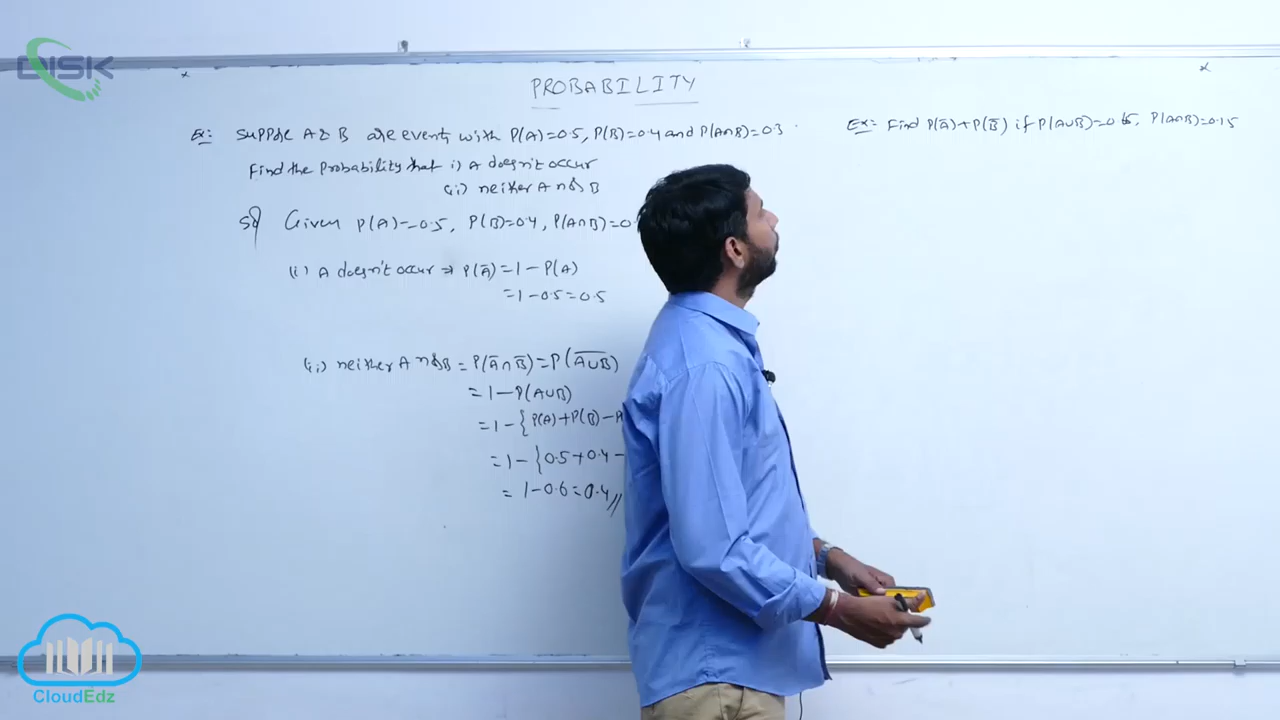 DISK
PROBABILITY
Ex:- Suppose A & B are events with P(A)=0.5, P(B)=0.4 and P(A∩B)=0.3.
Find the Probability that i) A doesn't occur
(ii) neither A nor B
Sol Given P(A)=0.5, P(B)=0.4, P(A∩B)=0.
(i) A doesn't occur ⇒ P(A̅)=1-P(A)
=1-0.5=0.5
(ii) neither A nor B = P(A̅∩B̅)=P(A̅∪̅B̅)
=1-P(A∪B)
=1-{P(A)+P(B)-P
=1-{0.5+0.4-
=1-0.6=0.4//
Ex:- Find P(A̅)+P(B̅) if P(A∪B)= P(A∩B)=0.15
CloudEdz